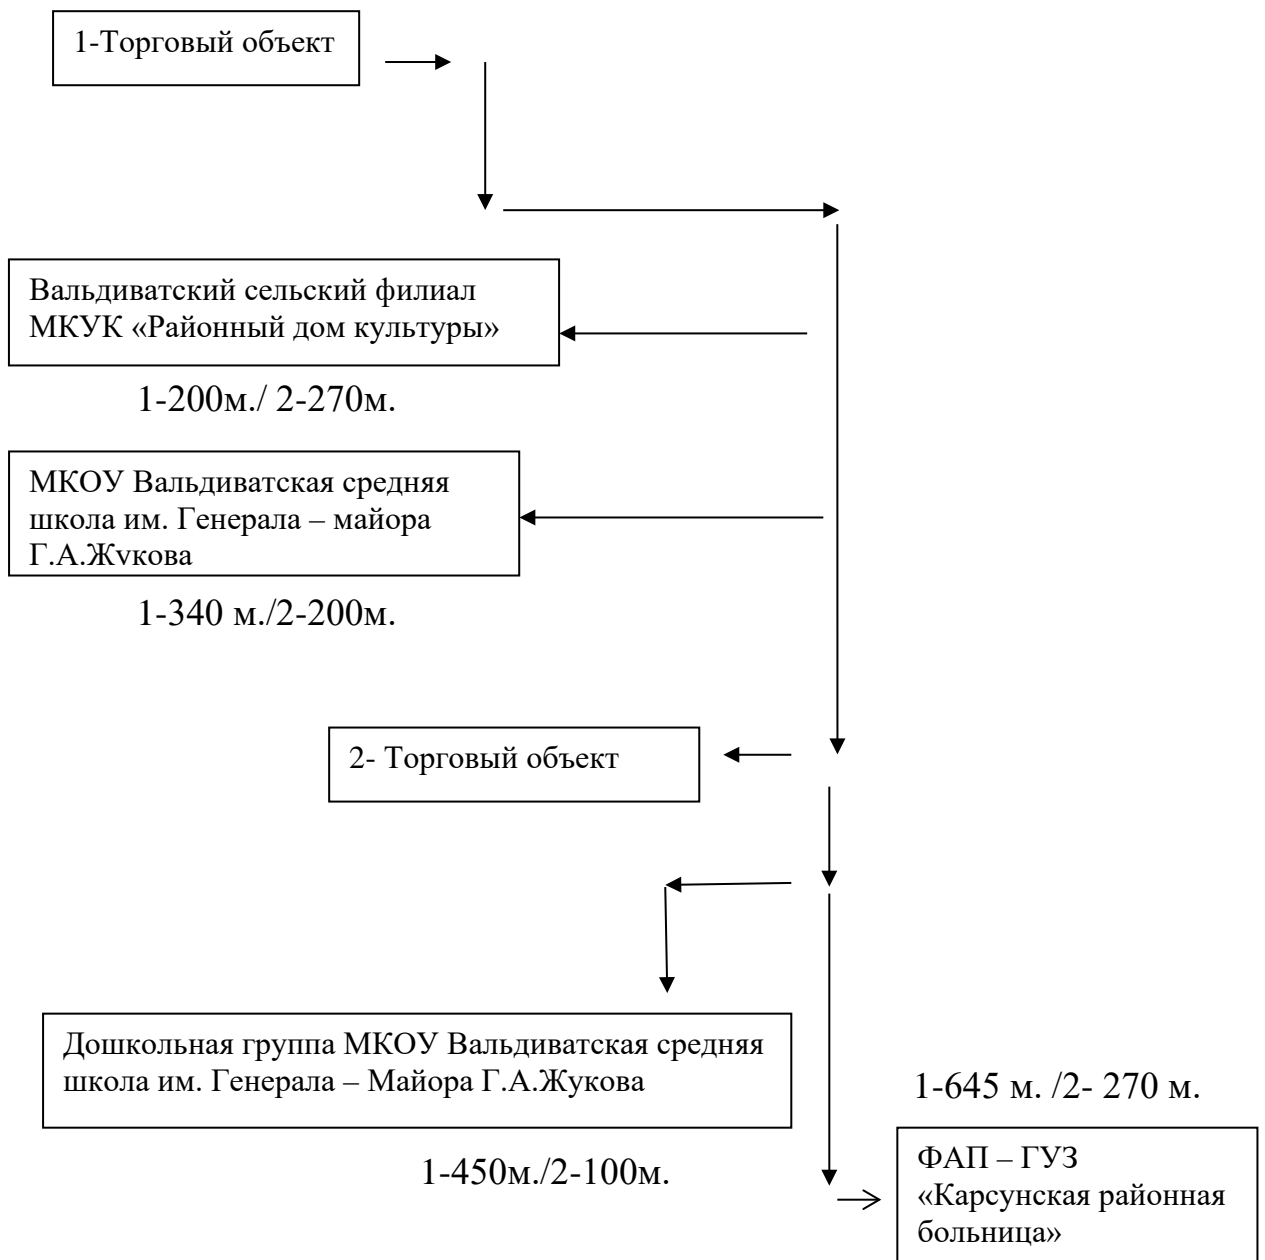 1-Торговый объект
Вальдиватский сельский филиал
МКУК «Районный дом культуры»
1-200м./ 2-270м.
МКОУ Вальдиватская средняя
школа им. Генерала – майора
Г.А.Жукова
1-340 м./2-200м.
2- Торговый объект
Дошкольная группа МКОУ Вальдиватская средняя
школа им. Генерала – Майора Г.А.Жукова
1-450м./2-100м.
1-645 м. /2- 270 м.
ФАП – ГУЗ
«Карсунская районная
больница»